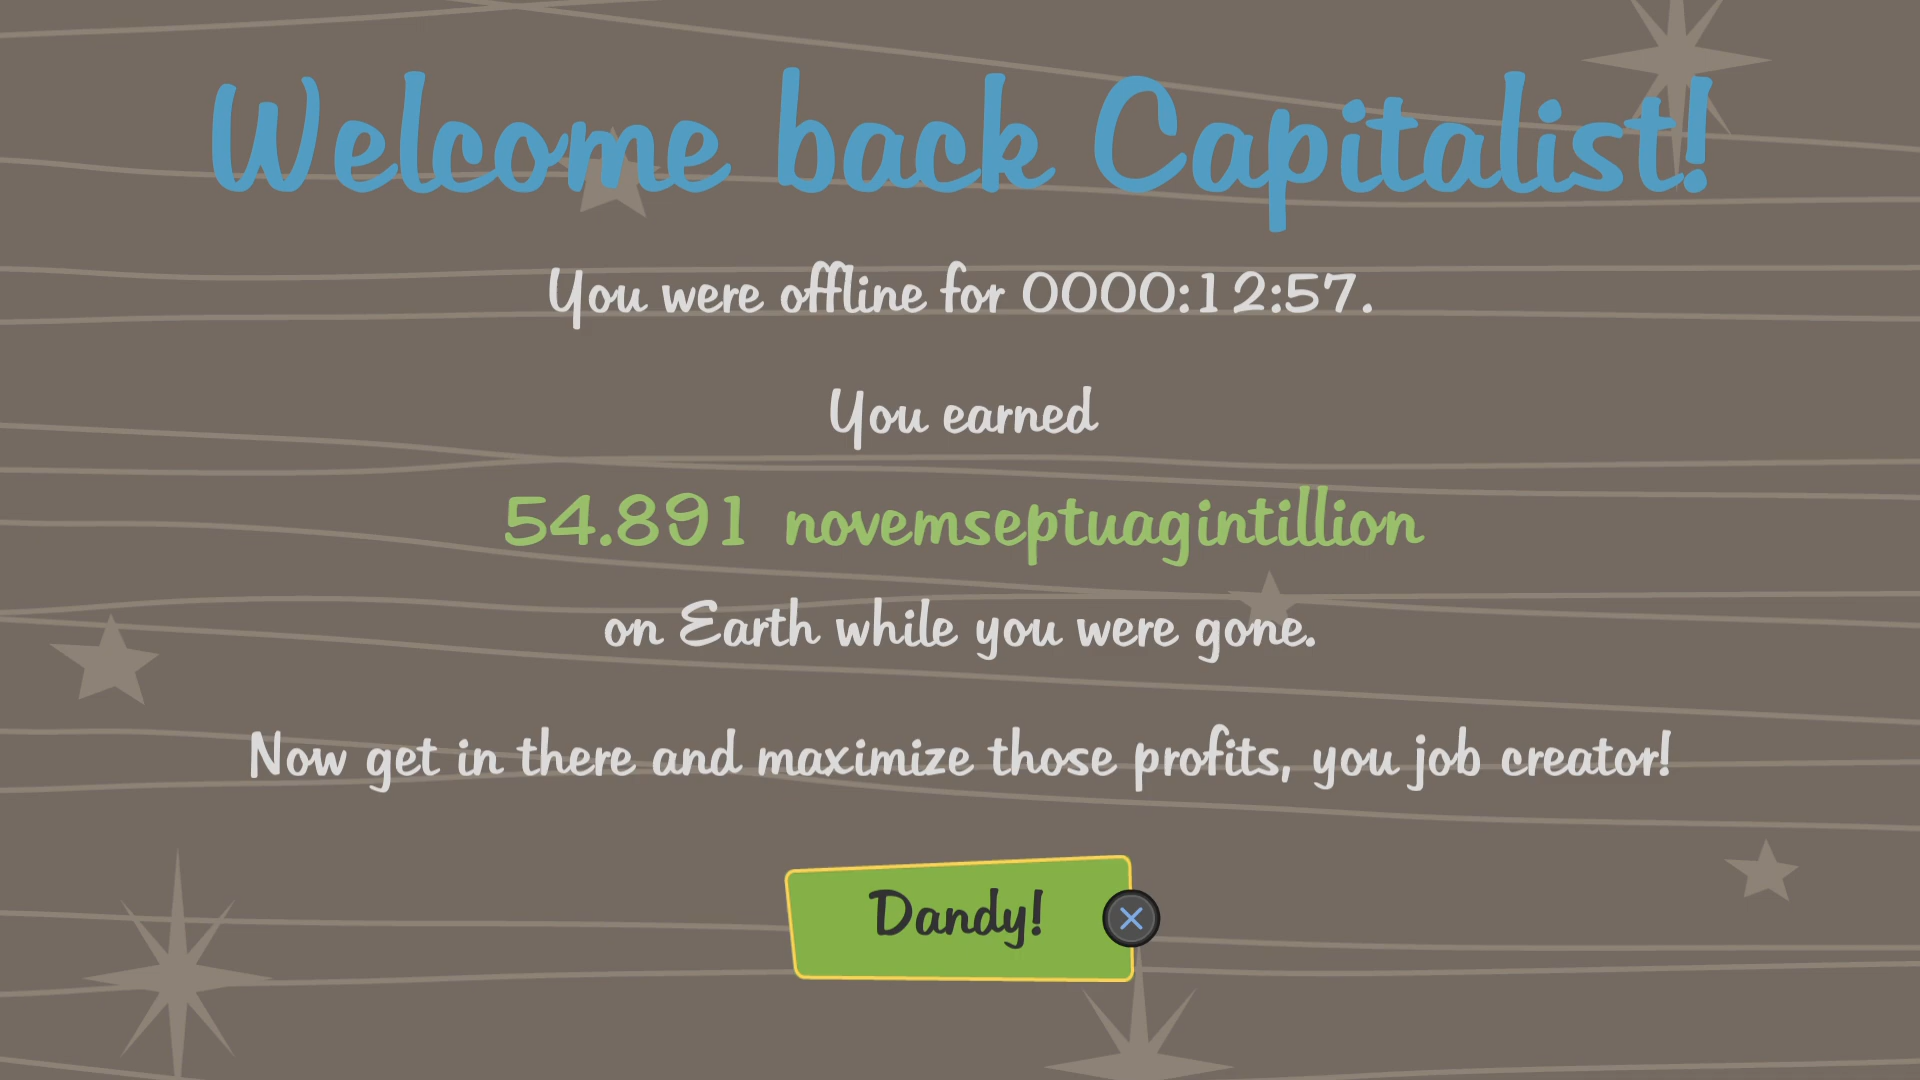 Welcome back Capitalist!
You were offline for 0000:12:57.
You earned
54.891 novemseptuagintillion
on Earth while you were gone.
Now get in there and maximize those profits, you job creator!
Dandy!